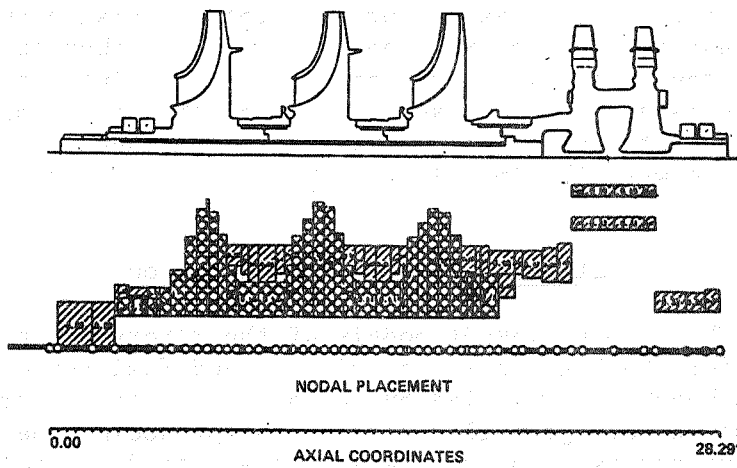 NODAL PLACEMENT
0.00
28.29"
AXIAL COORDINATES